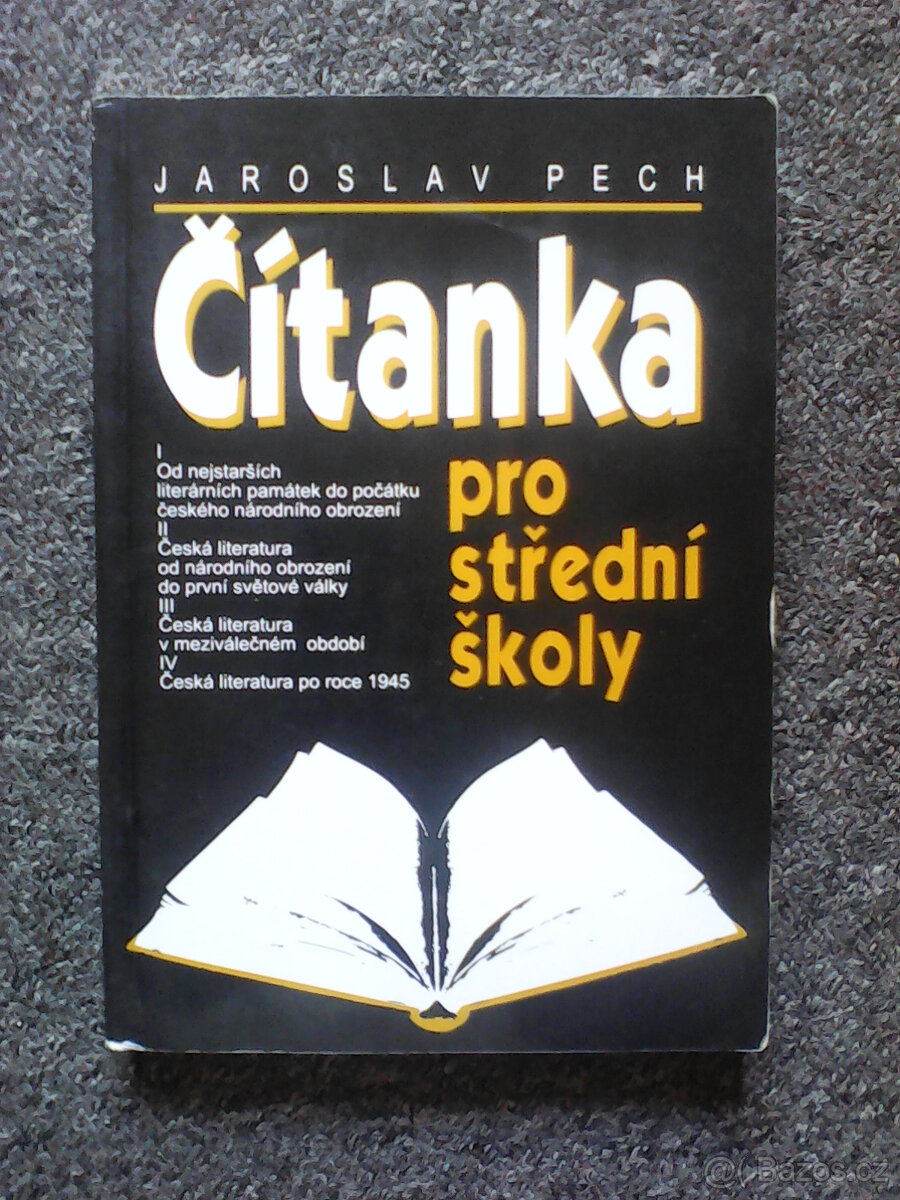 JAROSLAV PECH
Čítanka
pro
střední
školy
I
Od nejstarších
literárních památek do počátku
českého národního obrození
II
Česká literatura
od národního obrození
do první světové války
III
Česká literatura
v meziválečném období
IV
Česká literatura po roce 1945
@( Bazos.cz